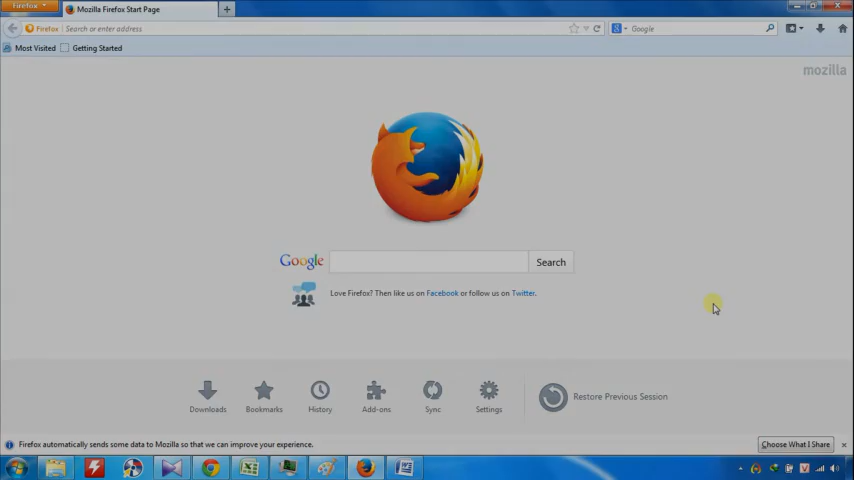 Firefox
Mozilla Firefox Start Page
Firefox
Search or enter address
Google
Most Visited
Getting Started
mozilla
Google
Search
Love Firefox? Then like us on Facebook or follow us on Twitter.
Downloads
Bookmarks
History
Add-ons
Sync
Settings
Restore Previous Session
Firefox automatically sends some data to Mozilla so that we can improve your experience.
Choose What I Share